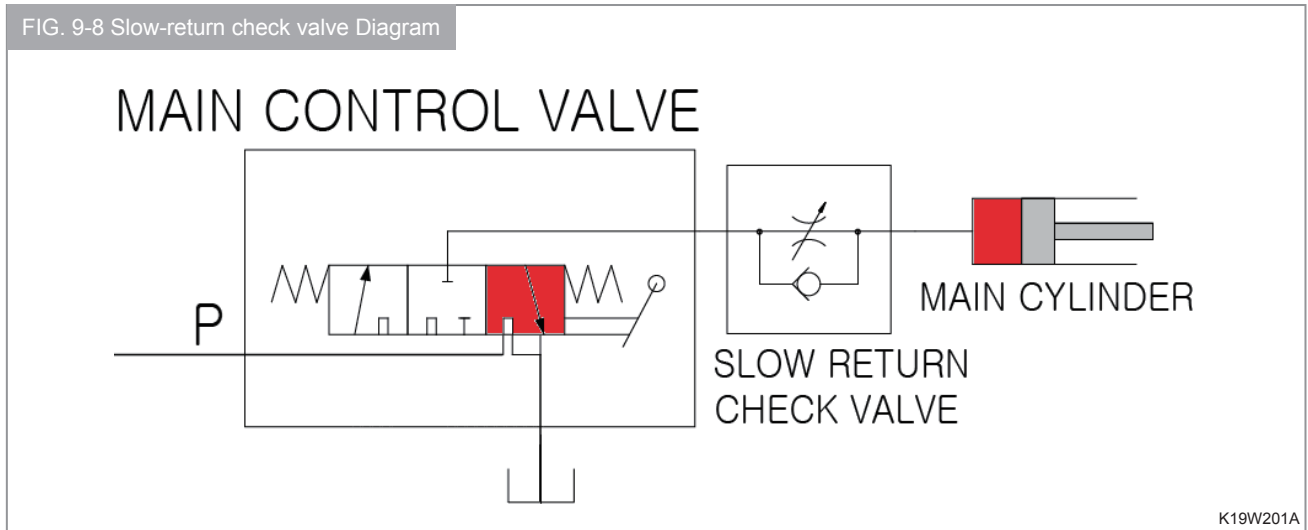 FIG. 9-8 Slow-return check valve Diagram
MAIN CONTROL VALVE
P
MAIN CYLINDER
SLOW RETURN
CHECK VALVE
K19W201A